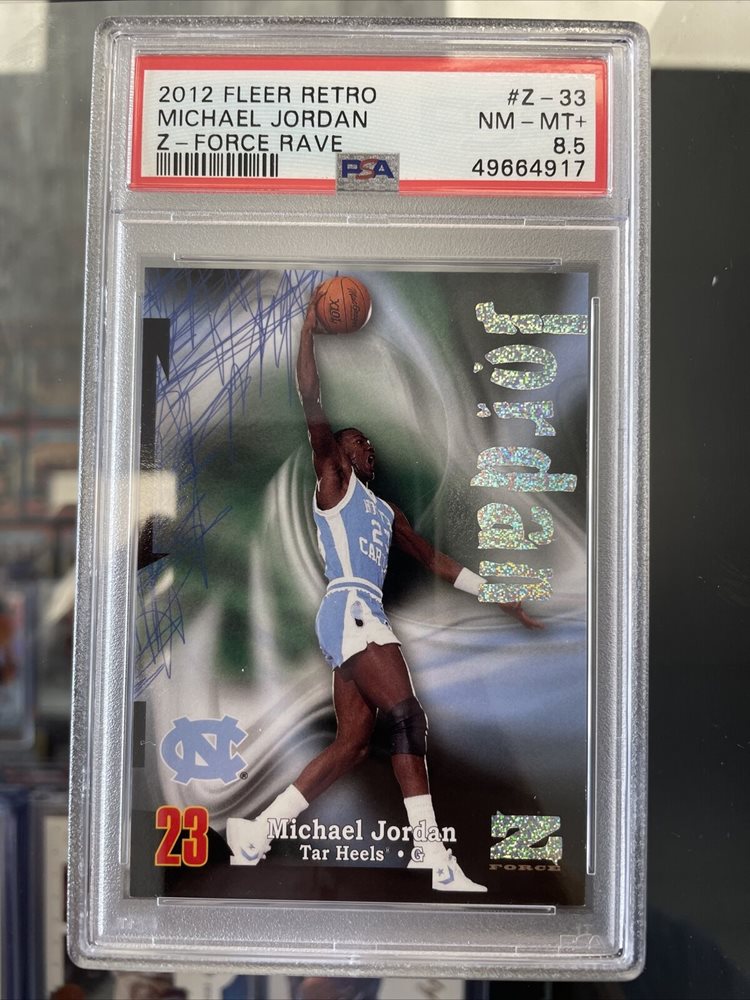 2012 FLEER RETRO #Z-33
MICHAEL JORDAN NM-MT+
Z-FORCE RAVE 8.5
PSA 49664917
jordan
NC
23
Michael Jordan
Tar Heels • G
Z
FORCE